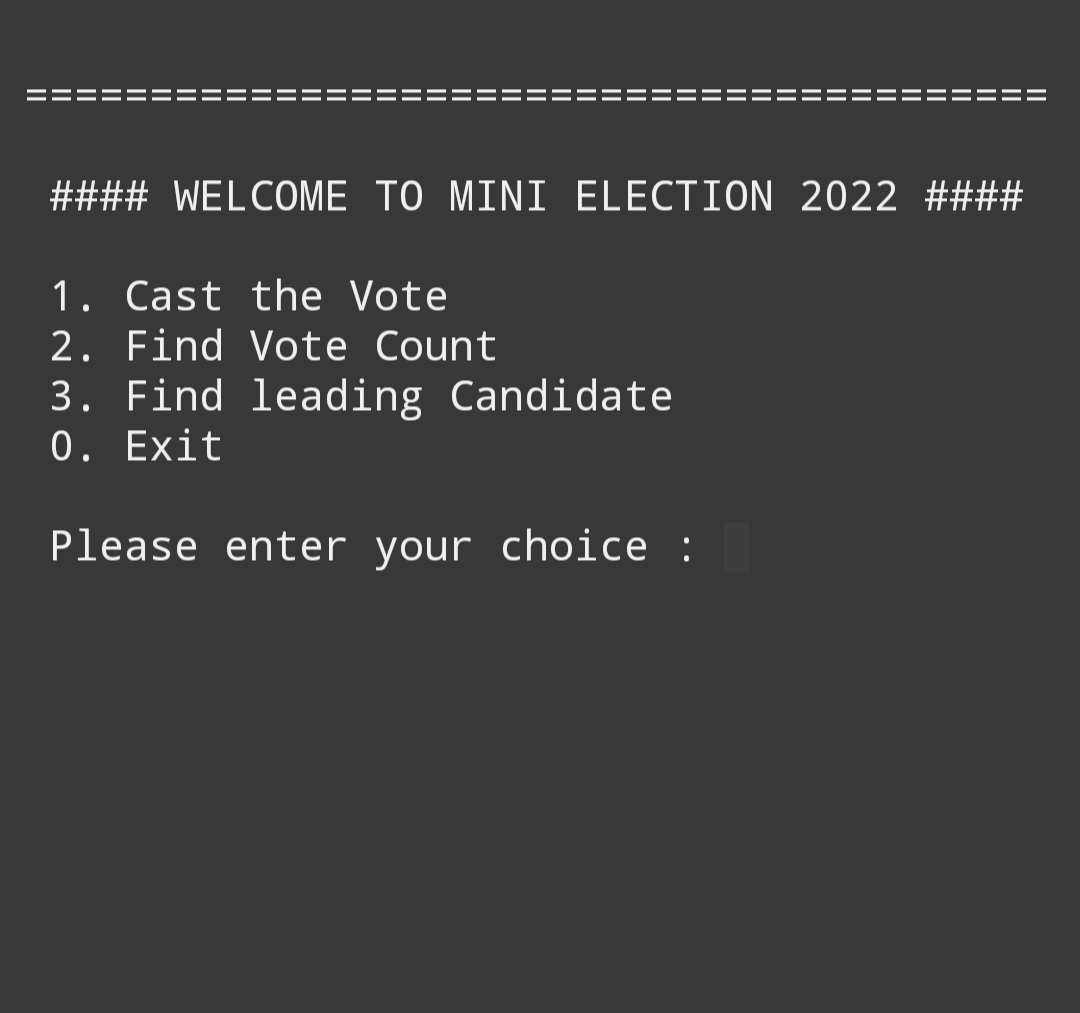 =========================================
#### WELCOME TO MINI ELECTION 2022 ####
1. Cast the Vote
2. Find Vote Count
3. Find leading Candidate
0. Exit
Please enter your choice :